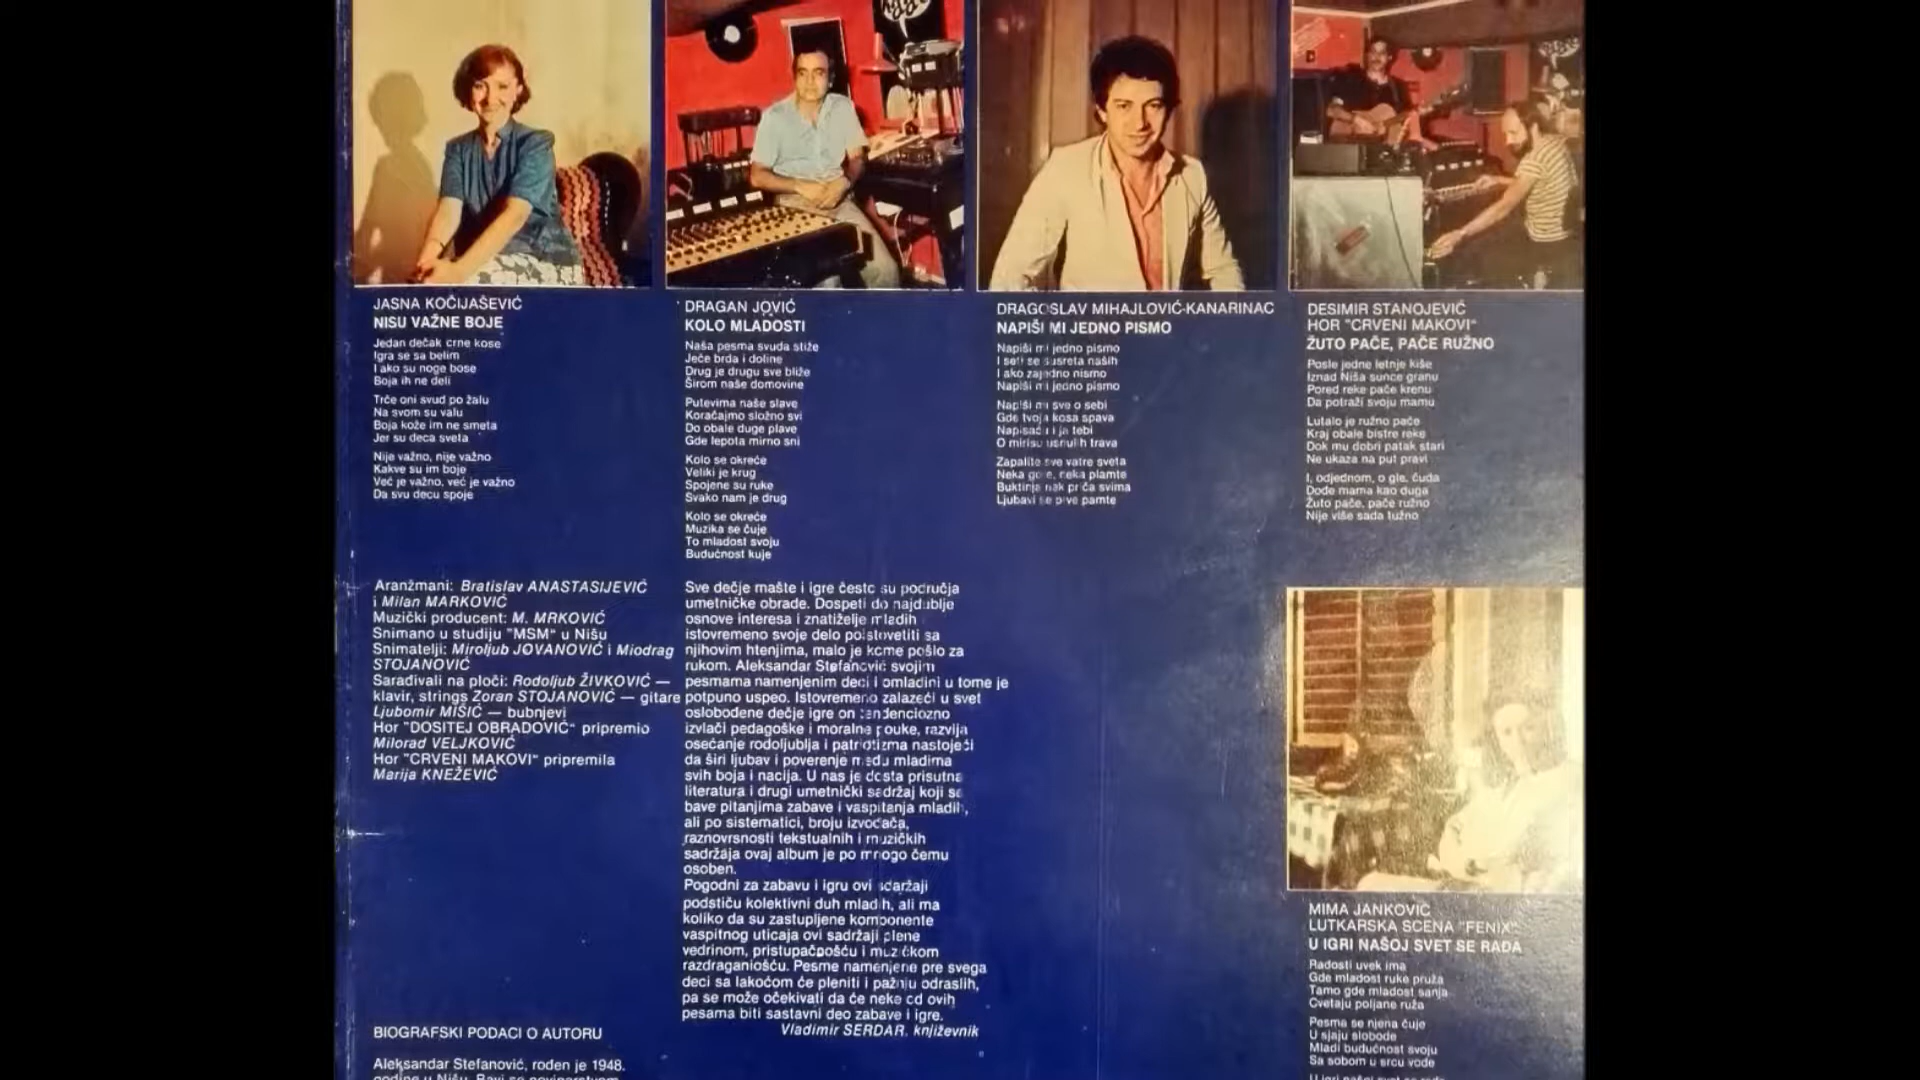 JASNA KOČIJAŠEVIĆ
NISU VAŽNE BOJE
Jedan dečak crne kose
Igra se sa belim
I ako su noge bose
Boja ih ne deli
Trče oni svud po žalu
Na svom su valu
Boja kože im ne smeta
Jer su deca sveta
Nije važno, nije važno
Kakve su im boje
Već je važno, već je važno
Da svu decu spoje
DRAGAN JOVIĆ
KOLO MLADOSTI
Naša pesma svuda stiže
Ječe brda i doline
Drug je drugu sve bliže
Širom naše domovine
Putevima naše slave
Koračajmo složno svi
Do obale duge plave
Gde lepota mirno sni
Kolo se okreće
Veliki je krug
Spojene su ruke
Svako nam je drug
Kolo se okreće
Muzika se čuje
To mladost svoju
Budućnost kuje
DRAGOSLAV MIHAJLOVIĆ-KANARINAC
NAPIŠI MI JEDNO PISMO
Napiši mi jedno pismo
I seti se susreta naših
I ako zajedno nismo
Napiši mi jedno pismo
Napiši mi sve o sebi
Gde tvoja kosa spava
Napisaću i ja tebi
O mirisu usnulih trava
Zapalite sve vatre sveta
Neka gore, neka plamte
Buktinja nek priča svima
Ljubavi se prve pamte
DESIMIR STANOJEVIĆ
HOR "CRVENI MAKOVI"
ŽUTO PAČE, PAČE RUŽNO
Posle jedne letnje kiše
Iznad Niša sunce granu
Pored reke pače krenu
Da potraži svoju mamu
Lutalo je ružno pače
Kraj obale bistre reke
Dok mu dobri patak stari
Ne ukaza na put pravi
I, odjednom, o gle, čuda
Dođe mama kao duga
Žuto pače, pače ružno
Nije više sada tužno
Aranžmani: Bratislav ANASTASIJEVIĆ
i Milan MARKOVIĆ
Muzički producent: M. MRKOVIĆ
Snimano u studiju "MSM" u Nišu
Snimatelji: Miroljub JOVANOVIĆ i Miodrag
STOJANOVIĆ
Sarađivali na ploči: Rodoljub ŽIVKOVIĆ —
klavir, strings Zoran STOJANOVIĆ — gitare
Ljubomir MIŠIĆ — bubnjevi
Hor "DOSITEJ OBRADOVIĆ" pripremio
Milorad VELJKOVIĆ
Hor "CRVENI MAKOVI" pripremila
Marija KNEŽEVIĆ
BIOGRAFSKI PODACI O AUTORU
Aleksandar Stefanović, rođen je 1948.
godine u Nišu. Bavi se novinarstvom
Sve dečje mašte i igre često su područja
umetničke obrade. Dospeti do najdublje
osnove interesa i znatiželje mladih
istovremeno svoje delo poistovetiti sa
njihovim htenjima, malo je kome pošlo za
rukom. Aleksandar Stefanović svojim
pesmama namenjenim deci i omladini u tome je
potpuno uspeo. Istovremeno zalazeći u svet
oslobođene dečje igre on tendenciozno
izvlači pedagoške i moralne pouke, razvija
osećanje rodoljublja i patriotizma nastojeći
da širi ljubav i poverenje među mladima
svih boja i nacija. U nas je dosta prisutna
literatura i drugi umetnički sadržaj koji se
bave pitanjima zabave i vaspitanja mladih,
ali po sistematici, broju izvođača,
raznovrsnosti tekstualnih i muzičkih
sadržaja ovaj album je po mnogo čemu
osoben.
Pogodni za zabavu i igru ovi sdaržaji
podstiču kolektivni duh mladih, ali ma
koliko da su zastupljene komponente
vaspitnog uticaja ovi sadržaji plene
vedrinom, pristupačpošću i muzičkom
razdraganiošću. Pesme namenjene pre svega
deci sa lakoćom će pleniti i pažnju odraslih,
pa se može očekivati da će neke od ovih
pesama biti sastavni deo zabave i igre.
Vladimir SERDAR, književnik
MIMA JANKOVIĆ
LUTKARSKA SCENA "FENIX"
U IGRI NAŠOJ SVET SE RAĐA
Radosti uvek ima
Gde mladost ruke pruža
Tamo gde mladost sanja
Cvetaju poljane ruža
Pesma se njena čuje
U sjaju slobode
Mladi budućnost svoju
Sa sobom u srcu vode
U igri našoj svet se rađa